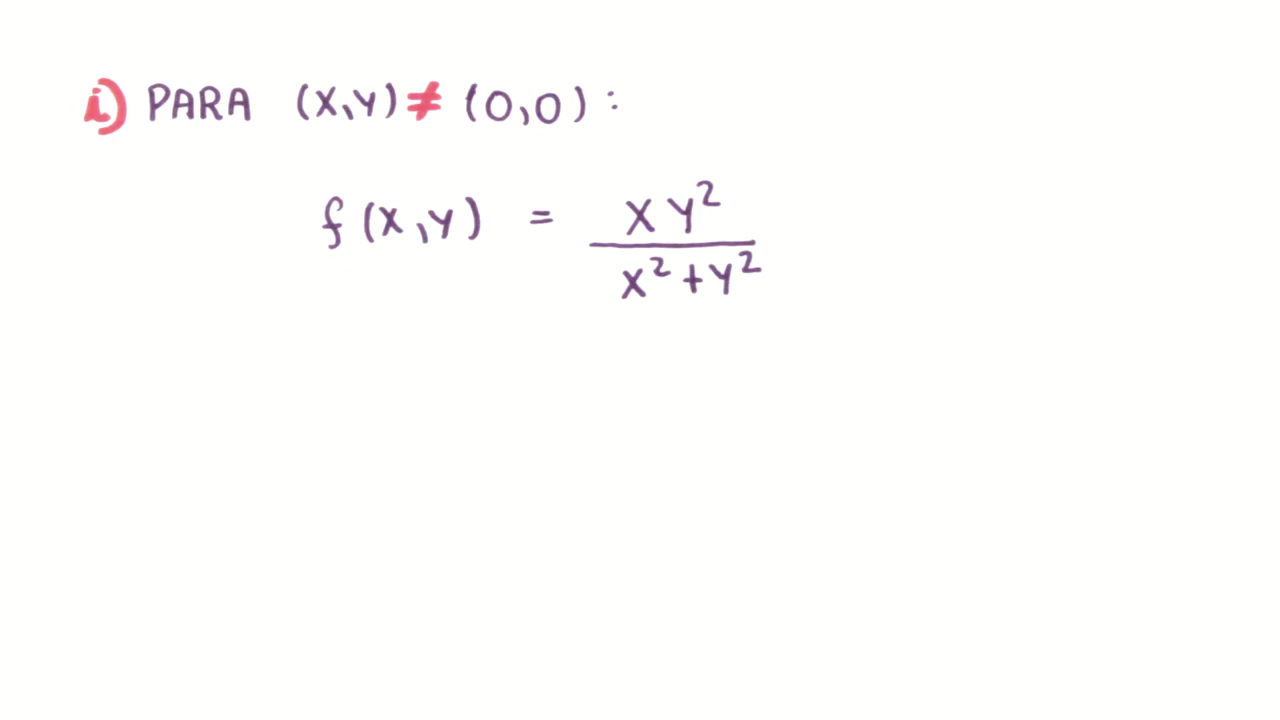 i) PARA (X,Y) ≠ (0,0) :
f(X,Y) = XY² / X²+Y²